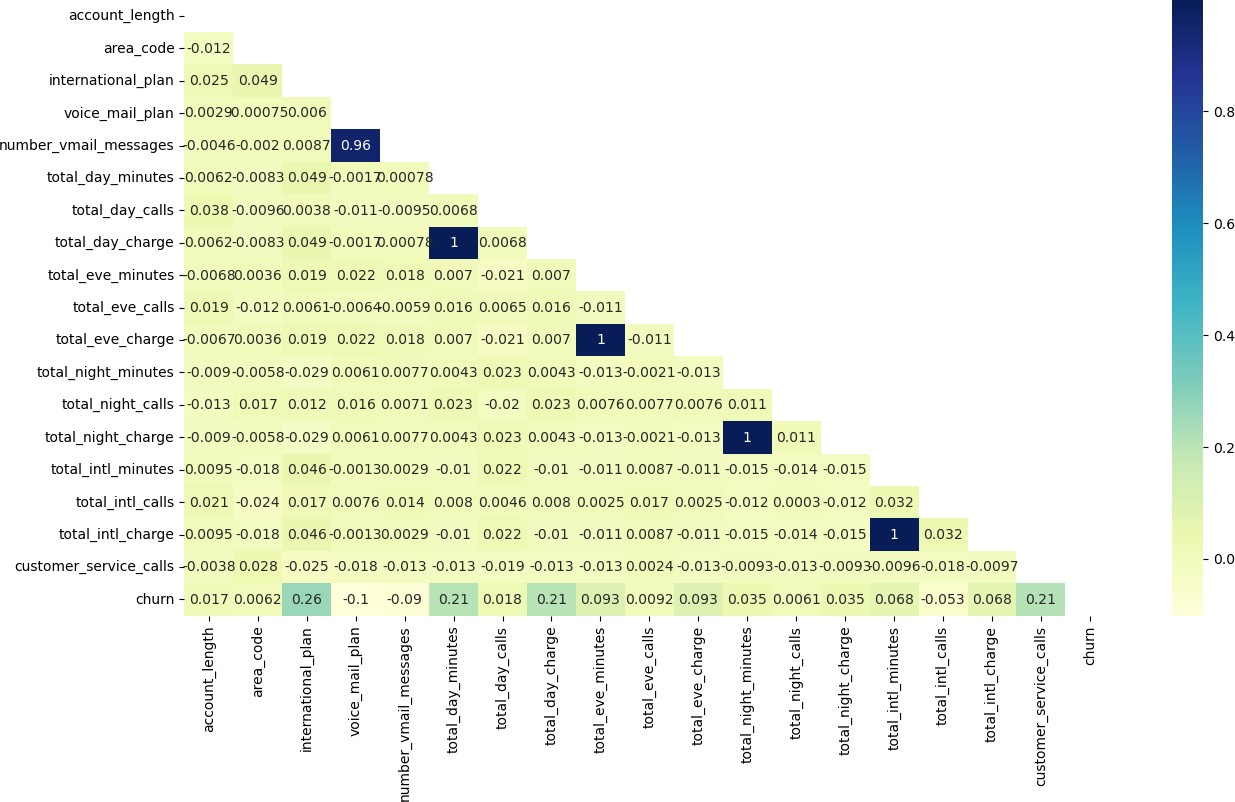 account_length
area_code -0.012
international_plan 0.025 0.049
voice_mail_plan -0.0029 0.00075 0.006
number_vmail_messages -0.0046 -0.002 0.0087 0.96
total_day_minutes 0.0062 -0.0083 0.049 -0.0017 0.00078
total_day_calls 0.038 -0.0096 0.0038 -0.011 -0.0095 0.0068
total_day_charge 0.0062 -0.0083 0.049 -0.0017 0.00078 1 0.0068
total_eve_minutes -0.0068 0.0036 0.019 0.022 0.018 0.007 -0.021 0.007
total_eve_calls 0.019 -0.012 0.0061 -0.0064 -0.0059 0.016 0.0065 0.016 -0.011
total_eve_charge -0.0067 0.0036 0.019 0.022 0.018 0.007 -0.021 0.007 1 -0.011
total_night_minutes -0.009 -0.0058 -0.029 0.0061 0.0077 0.0043 0.023 0.0043 -0.013 -0.0021 -0.013
total_night_calls -0.013 0.017 0.012 0.016 0.0071 0.023 -0.02 0.023 0.0076 0.0077 0.0076 0.011
total_night_charge -0.009 -0.0058 -0.029 0.0061 0.0077 0.0043 0.023 0.0043 -0.013 -0.0021 -0.013 1 0.011
total_intl_minutes 0.0095 -0.018 0.046 -0.0013 0.0029 -0.01 0.022 -0.01 -0.011 0.0087 -0.011 -0.015 -0.014 -0.015
total_intl_calls 0.021 -0.024 0.017 0.0076 0.014 0.008 0.0046 0.008 0.0025 0.017 0.0025 -0.012 0.0003 -0.012 0.032
total_intl_charge 0.0095 -0.018 0.046 -0.0013 0.0029 -0.01 0.022 -0.01 -0.011 0.0087 -0.011 -0.015 -0.014 -0.015 1 0.032
customer_service_calls -0.0038 0.028 -0.025 -0.018 -0.013 -0.013 -0.019 -0.013 -0.013 0.0024 -0.013 -0.0093 -0.013 -0.0093 -0.0096 -0.018 -0.0097
churn 0.017 0.0062 0.26 -0.1 -0.09 0.21 0.018 0.21 0.093 0.0092 0.093 0.035 0.0061 0.035 0.068 -0.053 0.068 0.21
account_length
area_code
international_plan
voice_mail_plan
number_vmail_messages
total_day_minutes
total_day_calls
total_day_charge
total_eve_minutes
total_eve_calls
total_eve_charge
total_night_minutes
total_night_calls
total_night_charge
total_intl_minutes
total_intl_calls
total_intl_charge
customer_service_calls
churn
0.8
0.6
0.4
0.2
0.0